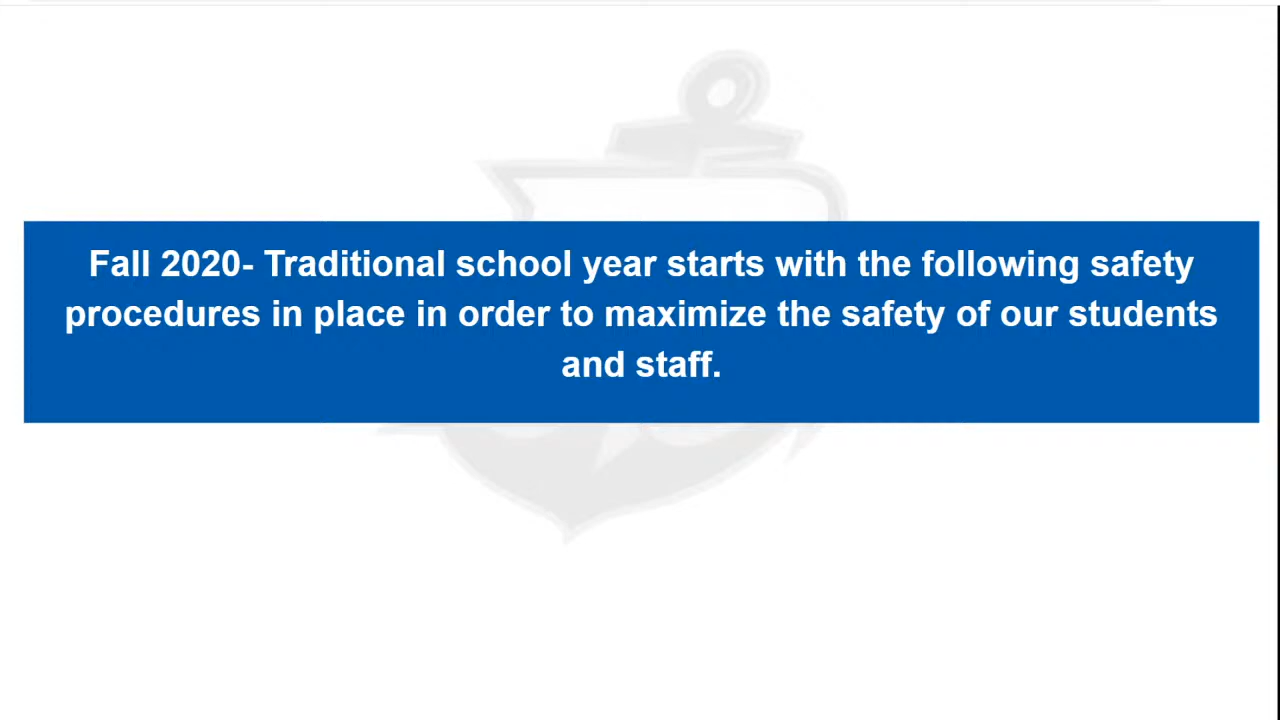 Fall 2020- Traditional school year starts with the following safety
procedures in place in order to maximize the safety of our students
and staff.